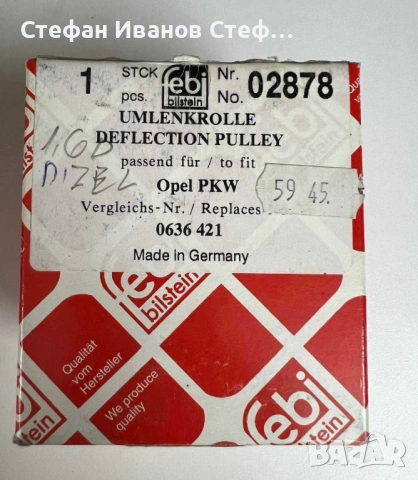 Стефан Иванов Стеф...
1 STCK pcs. febi bilstein Nr. No. 02878
UMLENKROLLE
DEFLECTION PULLEY
passend für / to fit
Opel PKW
59 45.
Vergleichs-Nr. / Replaces
0636 421
Made in Germany
1,6D
DIZEL
febi bilstein
Qualität
vom
Hersteller
We produce
quality
febi
bilstein
bazar